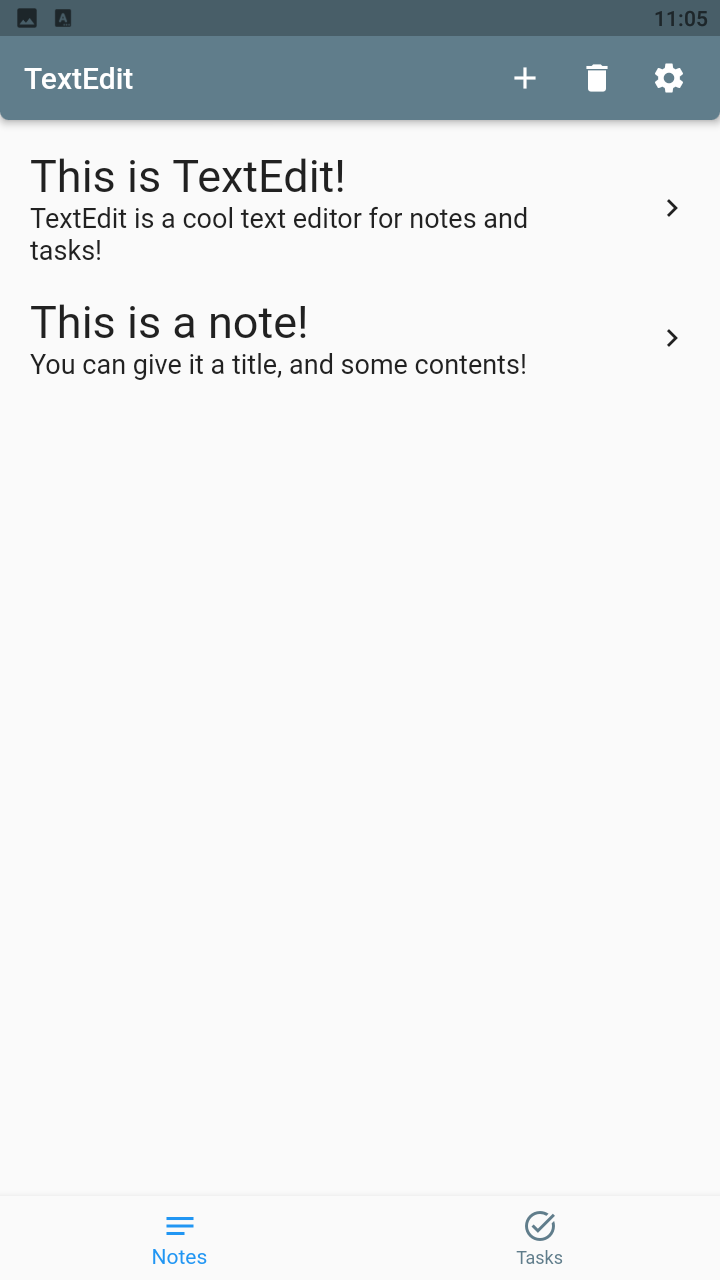 11:05
TextEdit
This is TextEdit!
TextEdit is a cool text editor for notes and
tasks!
This is a note!
You can give it a title, and some contents!
Notes
Tasks